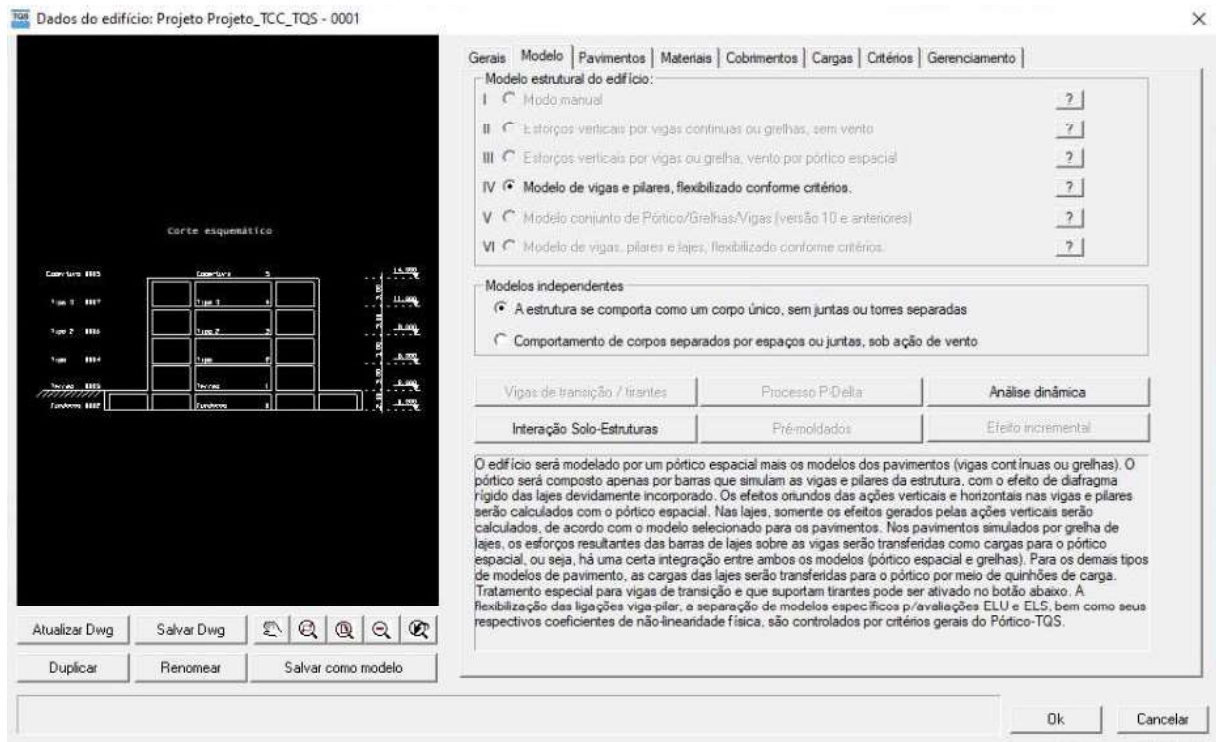 TQS Dados do edifício: Projeto Projeto_TCC_TQS - 0001
Corte esquemático
Cobertura Cobertura 5 14.000
Tipo 3 Tipo 3 4 11.000
Tipo 2 Tipo 2 3
Tipo Tipo
Terreo Terreo 1
Fundacao
Atualizar Dwg Salvar Dwg
Duplicar Renomear Salvar como modelo
Gerais Modelo Pavimentos Materiais Cobrimentos Cargas Critérios Gerenciamento
Modelo estrutural do edifício:
I Modo manual ?
II Esforços verticais por vigas contínuas ou grelhas, sem vento ?
III Esforços verticais por vigas ou grelha, vento por pórtico espacial ?
IV Modelo de vigas e pilares, flexibilizado conforme critérios. ?
V Modelo conjunto de Pórtico/Grelhas/Vigas (versão 10 e anteriores) ?
VI Modelo de vigas, pilares e lajes, flexibilizado conforme critérios. ?
Modelos independentes
A estrutura se comporta como um corpo único, sem juntas ou torres separadas
Comportamento de corpos separados por espaços ou juntas, sob ação de vento
Vigas de transição / tirantes Processo P-Delta Análise dinâmica
Interação Solo-Estruturas Pré-moldados Efeito incremental
O edifício será modelado por um pórtico espacial mais os modelos dos pavimentos (vigas contínuas ou grelhas). O
pórtico será composto apenas por barras que simulam as vigas e pilares da estrutura, com o efeito de diafragma
rígido das lajes devidamente incorporado. Os efeitos oriundos das ações verticais e horizontais nas vigas e pilares
serão calculados com o pórtico espacial. Nas lajes, somente os efeitos gerados pelas ações verticais serão
calculados, de acordo com o modelo selecionado para os pavimentos. Nos pavimentos simulados por grelha de
lajes, os esforços resultantes das barras de lajes sobre as vigas serão transferidas como cargas para o pórtico
espacial, ou seja, há uma certa integração entre ambos os modelos (pórtico espacial e grelhas). Para os demais tipos
de modelos de pavimento, as cargas das lajes serão transferidas para o pórtico por meio de quinhões de carga.
Tratamento especial para vigas de transição e que suportam tirantes pode ser ativado no botão abaixo. A
flexibilização das ligações viga-pilar, a separação de modelos específicos p/avaliações ELU e ELS, bem como seus
respectivos coeficientes de não-linearidade física, são controlados por critérios gerais do Pórtico-TQS.
Ok Cancelar